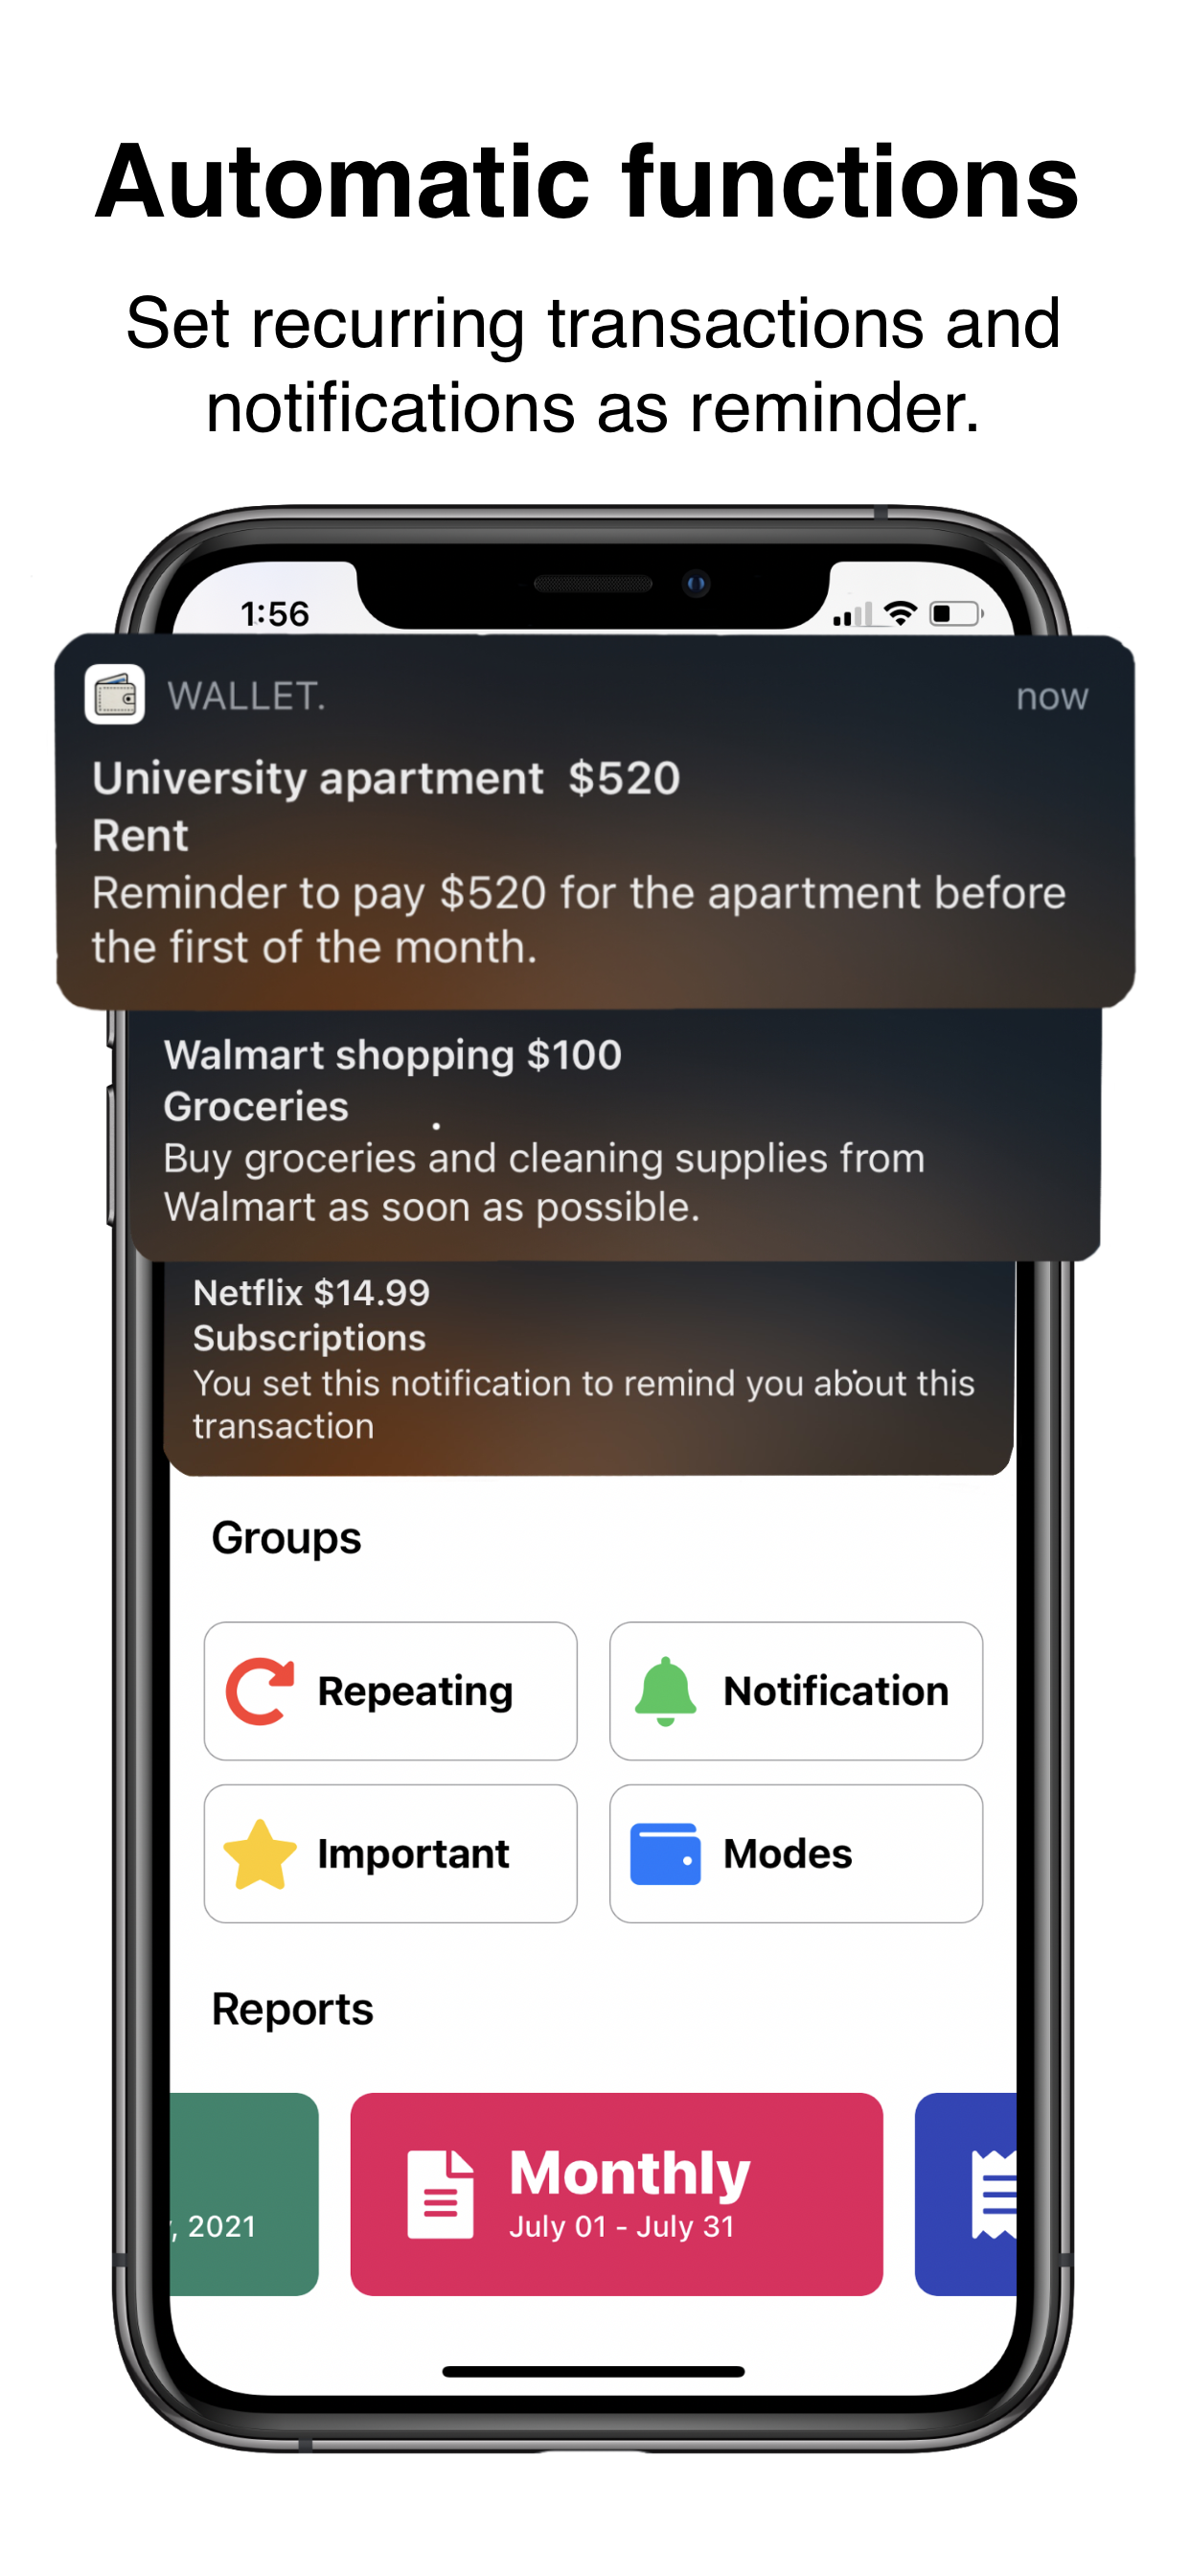 Automatic functions
Set recurring transactions and
notifications as reminder.
1:56
WALLET.
now
University apartment $520
Rent
Reminder to pay $520 for the apartment before
the first of the month.
Walmart shopping $100
Groceries
Buy groceries and cleaning supplies from
Walmart as soon as possible.
Netflix $14.99
Subscriptions
You set this notification to remind you about this
transaction
Groups
Repeating
Notification
Important
Modes
Reports
, 2021
Monthly
July 01 - July 31